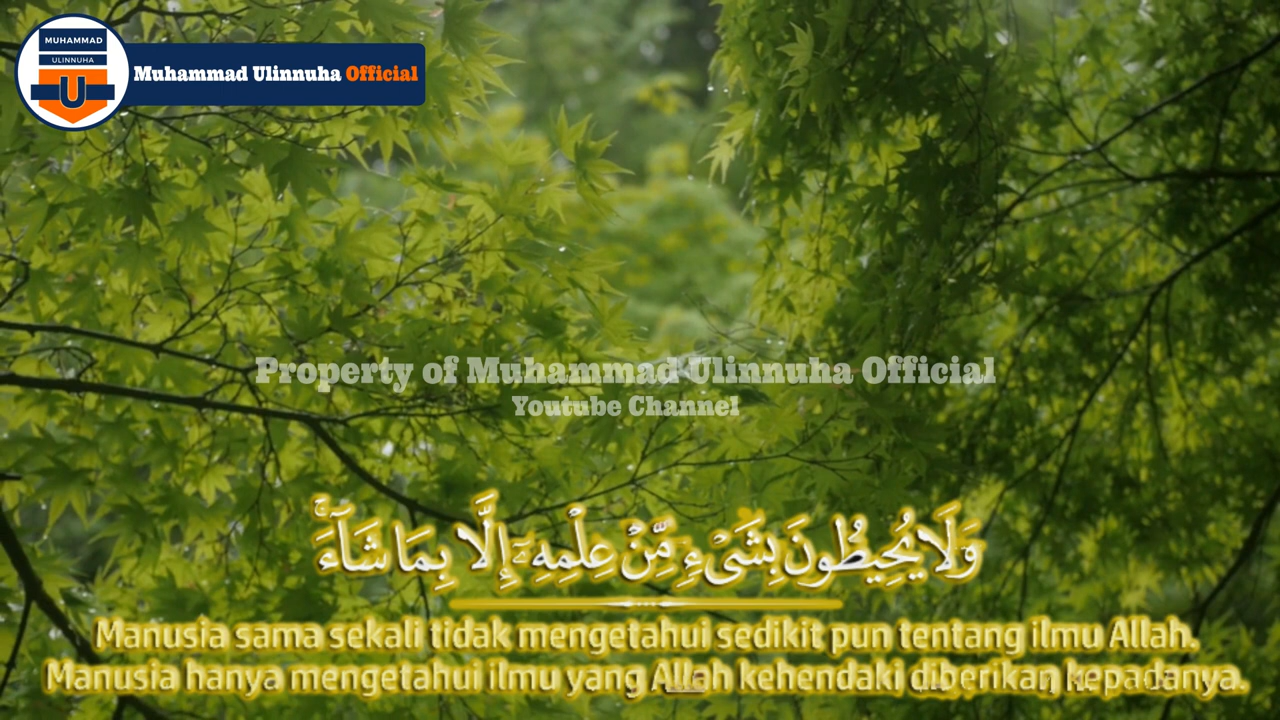 MUHAMMAD
ULINNUHA
U
Muhammad Ulinnuha Official
Property of Muhammad Ulinnuha Official
Youtube Channel
وَلَا يُحِيطُونَ بِشَىْءٍ مِّنْ عِلْمِهِۦٓ إِلَّا بِمَا شَآءَ ۚ
Manusia sama sekali tidak mengetahui sedikit pun tentang ilmu Allah.
Manusia hanya mengetahui ilmu yang Allah kehendaki diberikan kepadanya.